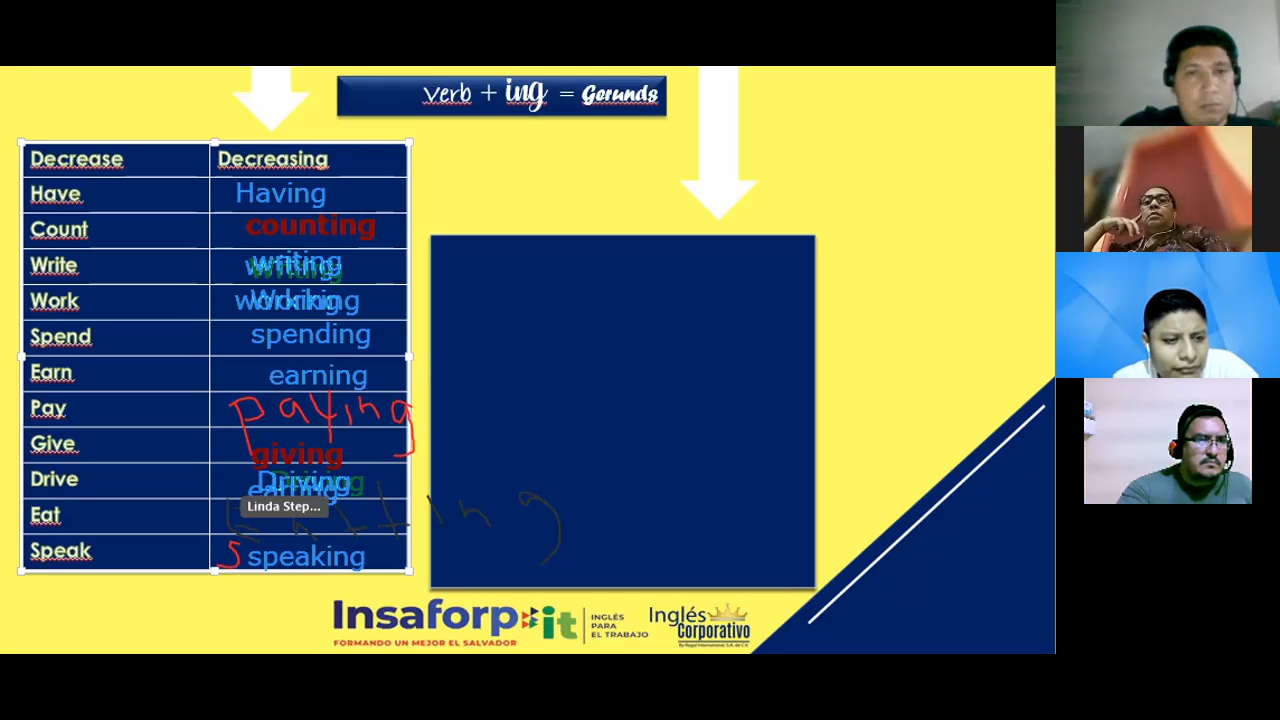 Verb + ing = Gerunds
Decrease Decreasing
Have Having
Count counting
Write writing
Work Working
Spend spending
Earn earning
Pay paying
Give giving
Drive Driving
earning
Linda Step...
Eat
Speak s speaking
Insaforp it INGLÉS PARA EL TRABAJO Inglés Corporativo
FORMANDO UN MEJOR EL SALVADOR